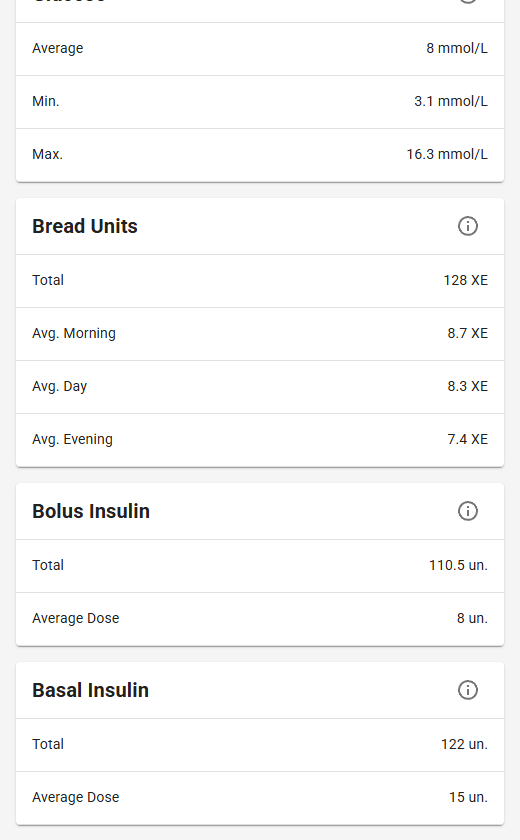 Average 8 mmol/L
Min. 3.1 mmol/L
Max. 16.3 mmol/L
Bread Units
Total 128 XE
Avg. Morning 8.7 XE
Avg. Day 8.3 XE
Avg. Evening 7.4 XE
Bolus Insulin
Total 110.5 un.
Average Dose 8 un.
Basal Insulin
Total 122 un.
Average Dose 15 un.